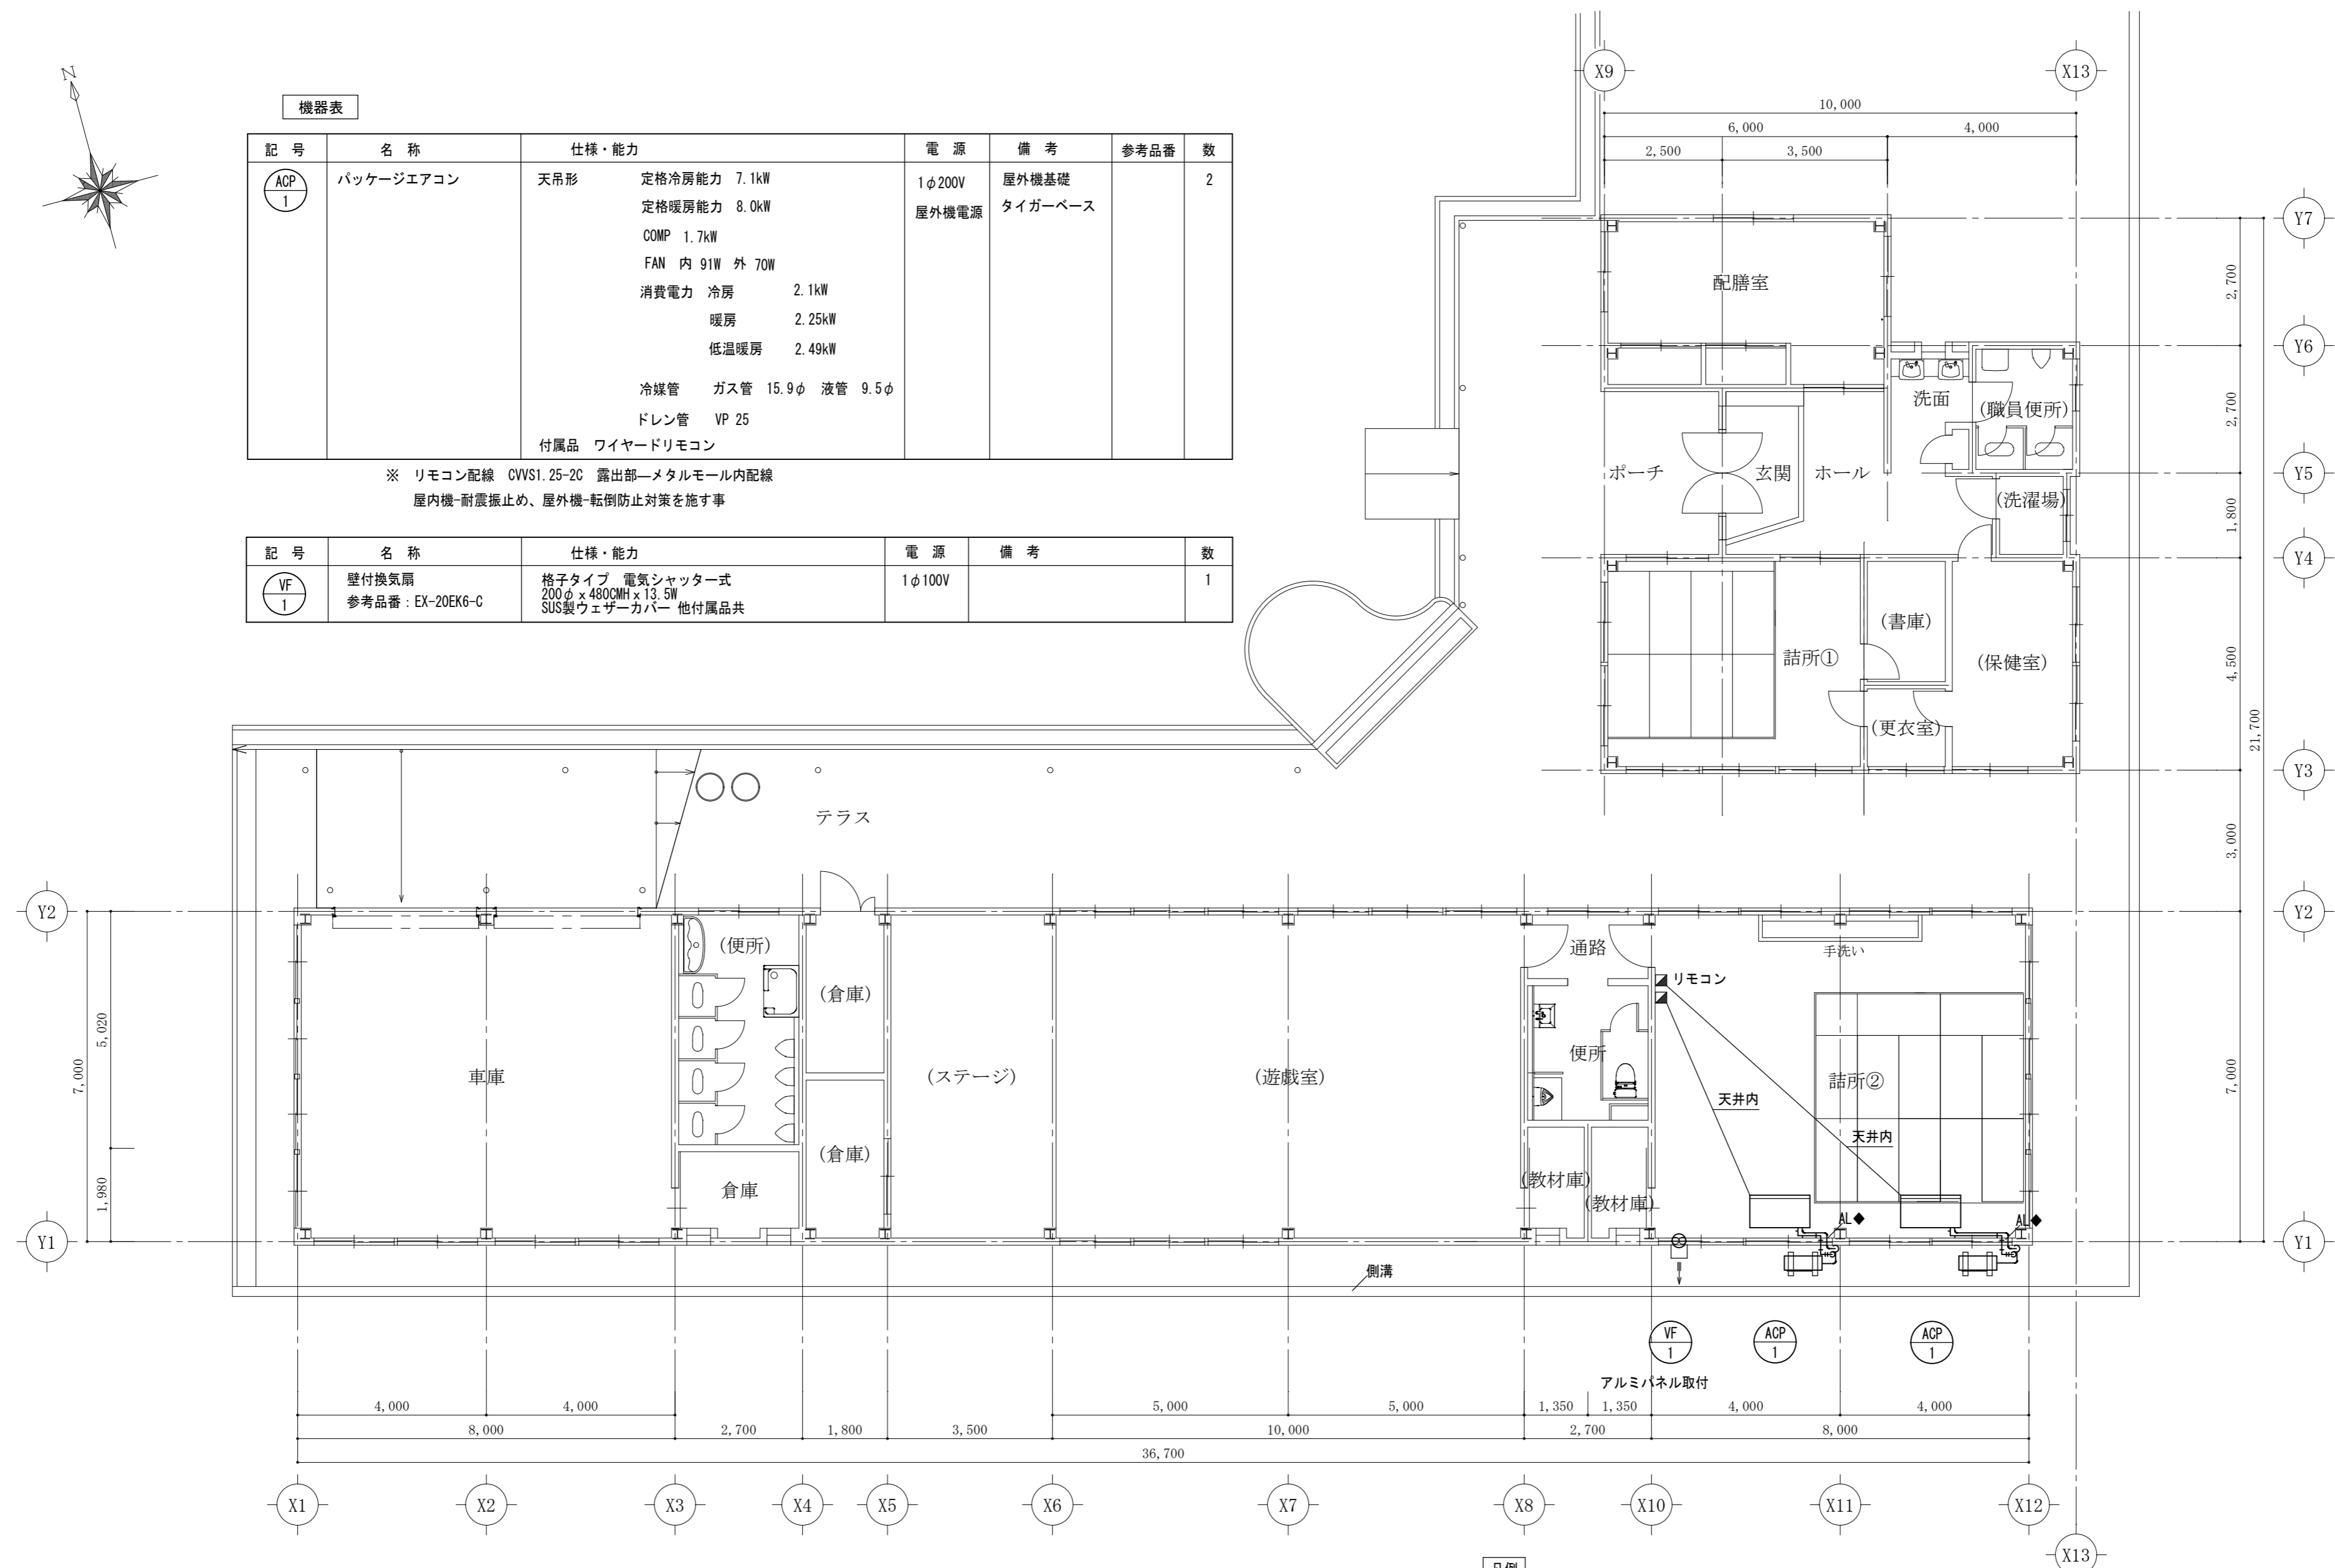 N
機器表
記 号 名 称 仕様・能力 電 源 備 考 参考品番 数
ACP
1
パッケージエアコン 天吊形 定格冷房能力 7.1kW 1φ200V 屋外機基礎 2
定格暖房能力 8.0kW 屋外機電源 タイガーベース
COMP 1.7kW
FAN 内 91W 外 70W
消費電力 冷房 2.1kW
暖房 2.25kW
低温暖房 2.49kW
冷媒管 ガス管 15.9φ 液管 9.5φ
ドレン管 VP 25
付属品 ワイヤードリモコン
※ リモコン配線 CVVS1.25-2C 露出部―メタルモール内配線
屋内機-耐震振止め、屋外機-転倒防止対策を施す事
記 号 名 称 仕様・能力 電 源 備 考 数
VF
1
壁付換気扇 格子タイプ 電気シャッター式 1φ100V 1
参考品番：EX-20EK6-C 200φｘ480CMHｘ13.5W
SUS製ウェザーカバー 他付属品共
X9 X13
10,000
6,000 4,000
2,500 3,500
Y7
2,700
配膳室
Y6
洗面 (職員便所) 2,700
ポーチ 玄関 ホール Y5
(洗濯場) 1,800
Y4
(書庫)
詰所① (保健室) 4,500
(更衣室) 21,700
Y3
テラス 3,000
Y2 Y2
(便所) 通路 手洗い
(倉庫) リモコン
5,020
7,000 車庫 (ステージ) (遊戯室) 便所 詰所② 7,000
天井内
天井内
(倉庫)
1,980 倉庫 (教材庫)
(教材庫)
AL◆ AL◆
Y1 Y1
側溝
VF
1
ACP
1
ACP
1
アルミパネル取付
4,000 4,000 5,000 5,000 1,350 1,350 4,000 4,000
8,000 2,700 1,800 3,500 10,000 2,700 8,000
36,700
X1 X2 X3 X4 X5 X6 X7 X8 X10 X11 X12
X13
凡例